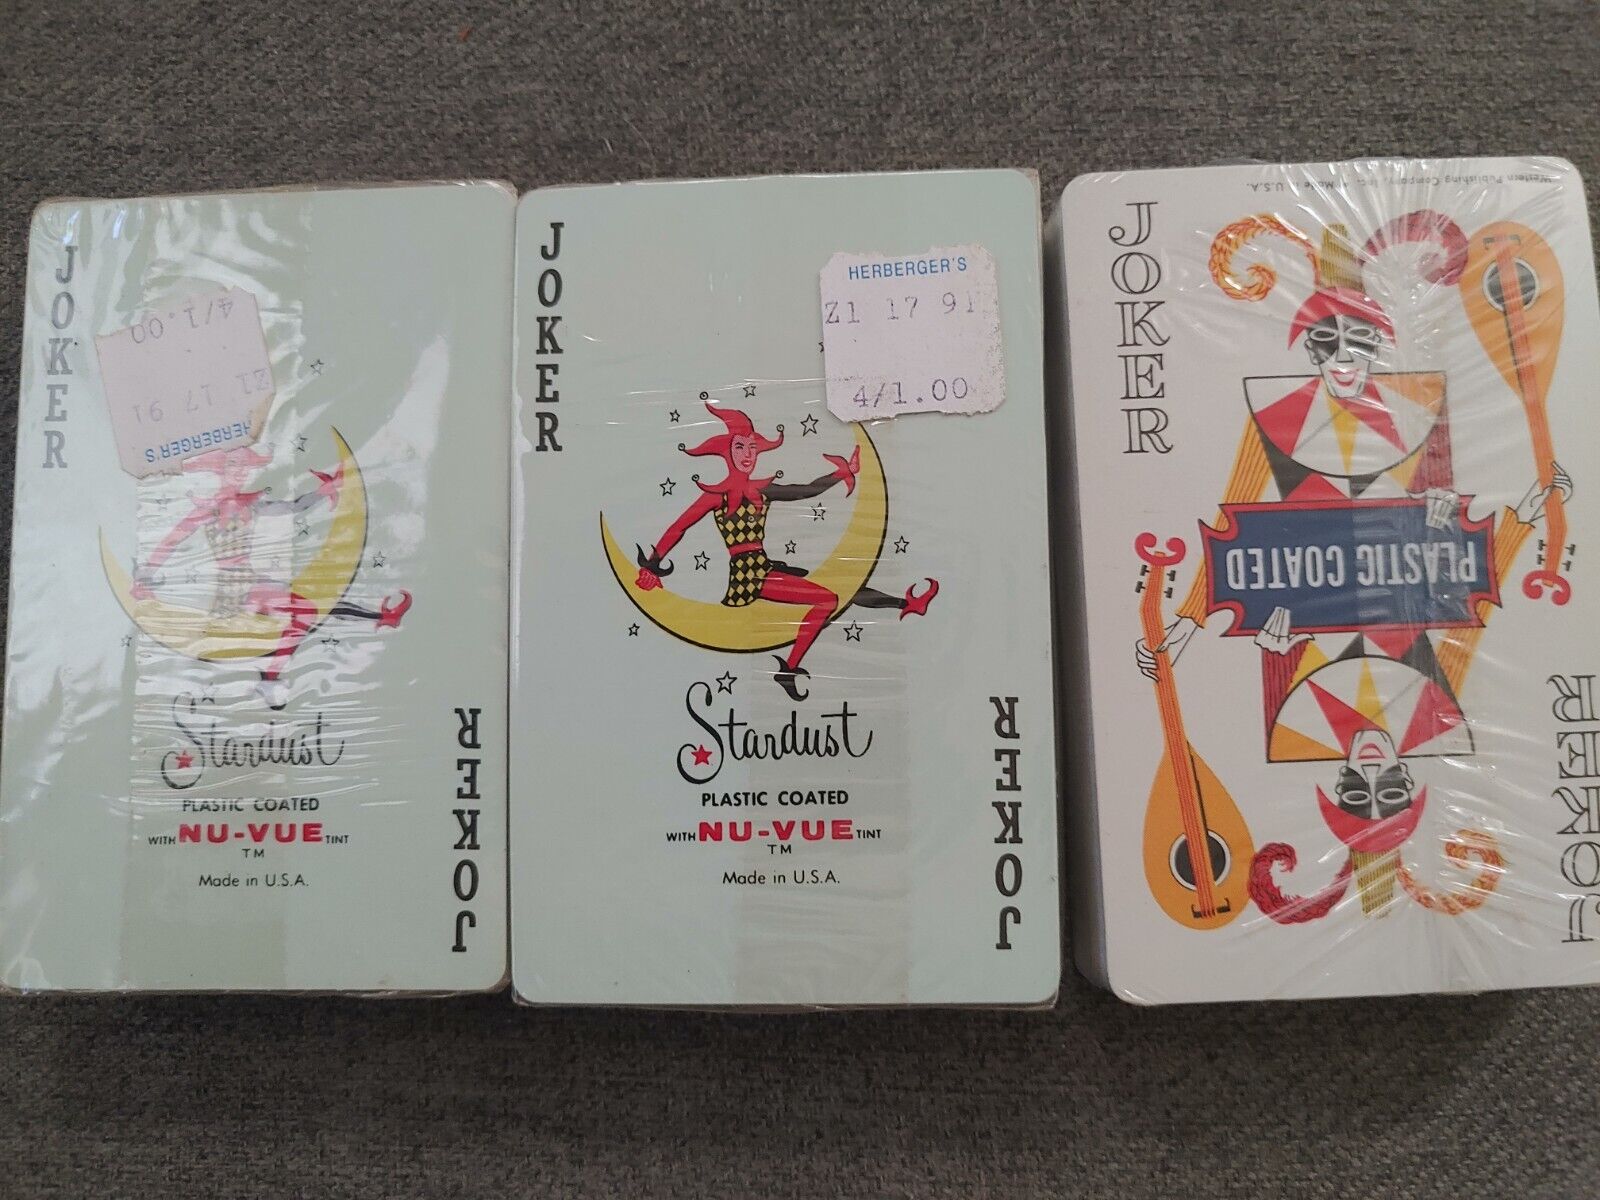 JOKER
4/1.00
Z1 17 91
HERBERGER'S
Stardust
PLASTIC COATED
WITH NU-VUE TINT
TM
Made in U.S.A.
JOKER
JOKER
HERBERGER'S
Z1 17 91
4/1.00
Stardust
PLASTIC COATED
WITH NU-VUE TINT
TM
Made in U.S.A.
JOKER
Western Publishing Company, Inc. Made in U.S.A.
JOKER
PLASTIC COATED
JOKER